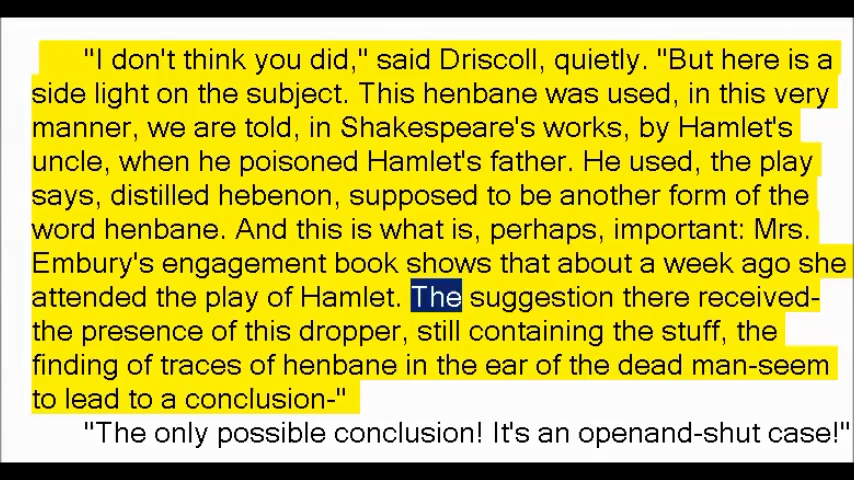 "I don't think you did," said Driscoll, quietly. "But here is a
side light on the subject. This henbane was used, in this very
manner, we are told, in Shakespeare's works, by Hamlet's
uncle, when he poisoned Hamlet's father. He used, the play
says, distilled hebenon, supposed to be another form of the
word henbane. And this is what is, perhaps, important: Mrs.
Embury's engagement book shows that about a week ago she
attended the play of Hamlet. The suggestion there received-
the presence of this dropper, still containing the stuff, the
finding of traces of henbane in the ear of the dead man-seem
to lead to a conclusion-"
"The only possible conclusion! It's an openand-shut case!"